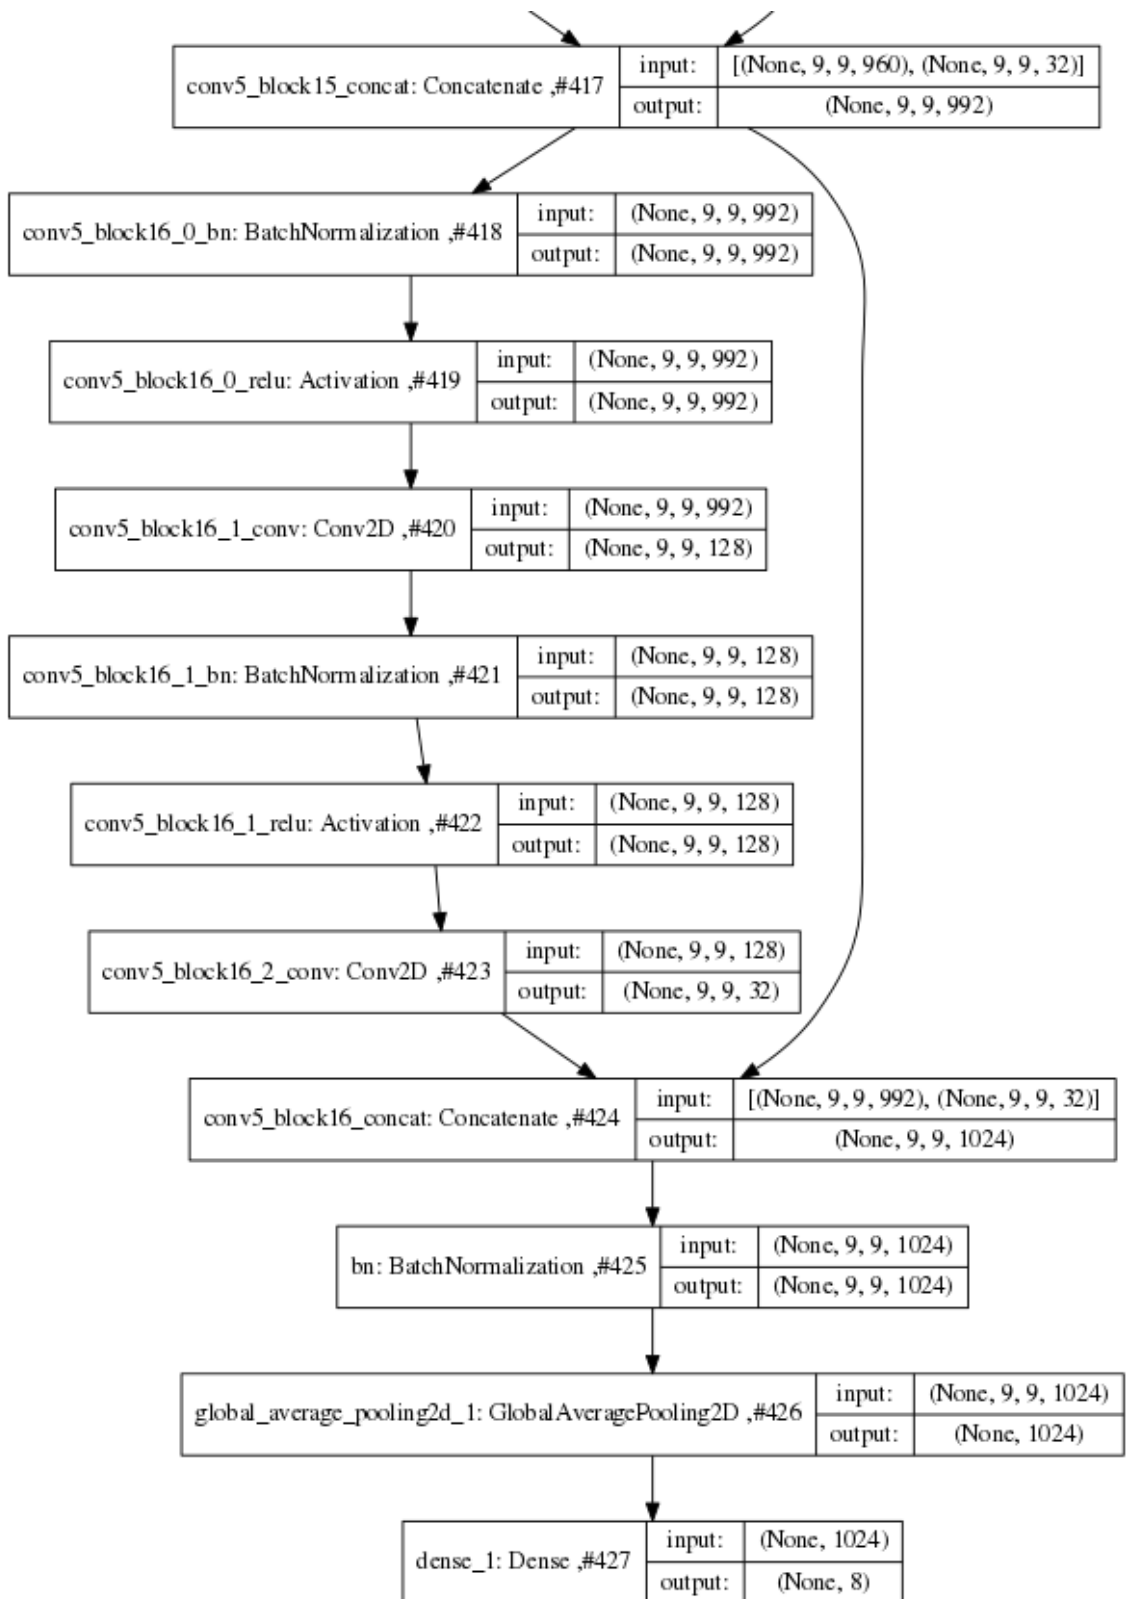 conv5_block15_concat: Concatenate ,#417
input: [(None, 9, 9, 960), (None, 9, 9, 32)]
output: (None, 9, 9, 992)
conv5_block16_0_bn: BatchNormalization ,#418
input: (None, 9, 9, 992)
output: (None, 9, 9, 992)
conv5_block16_0_relu: Activation ,#419
input: (None, 9, 9, 992)
output: (None, 9, 9, 992)
conv5_block16_1_conv: Conv2D ,#420
input: (None, 9, 9, 992)
output: (None, 9, 9, 128)
conv5_block16_1_bn: BatchNormalization ,#421
input: (None, 9, 9, 128)
output: (None, 9, 9, 128)
conv5_block16_1_relu: Activation ,#422
input: (None, 9, 9, 128)
output: (None, 9, 9, 128)
conv5_block16_2_conv: Conv2D ,#423
input: (None, 9, 9, 128)
output: (None, 9, 9, 32)
conv5_block16_concat: Concatenate ,#424
input: [(None, 9, 9, 992), (None, 9, 9, 32)]
output: (None, 9, 9, 1024)
bn: BatchNormalization ,#425
input: (None, 9, 9, 1024)
output: (None, 9, 9, 1024)
global_average_pooling2d_1: GlobalAveragePooling2D ,#426
input: (None, 9, 9, 1024)
output: (None, 1024)
dense_1: Dense ,#427
input: (None, 1024)
output: (None, 8)